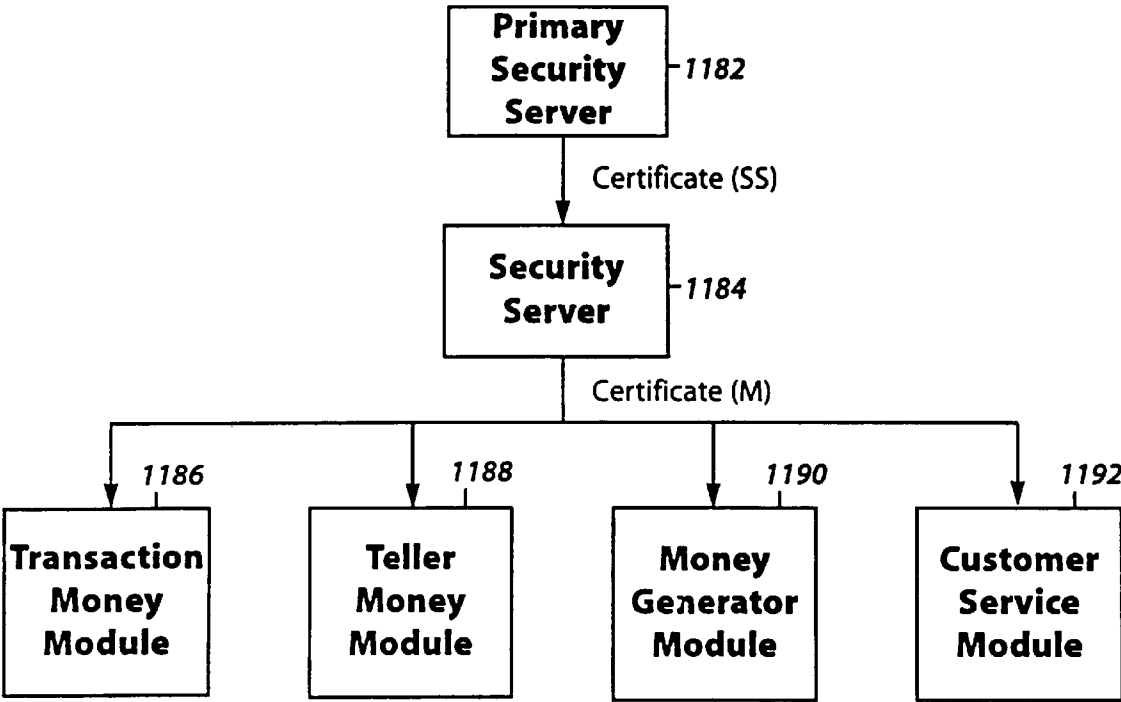 Primary
Security
Server
1182
Certificate (SS)
Security
Server
1184
Certificate (M)
1186
1188
1190
1192
Transaction
Money
Module
Teller
Money
Module
Money
Generator
Module
Customer
Service
Module